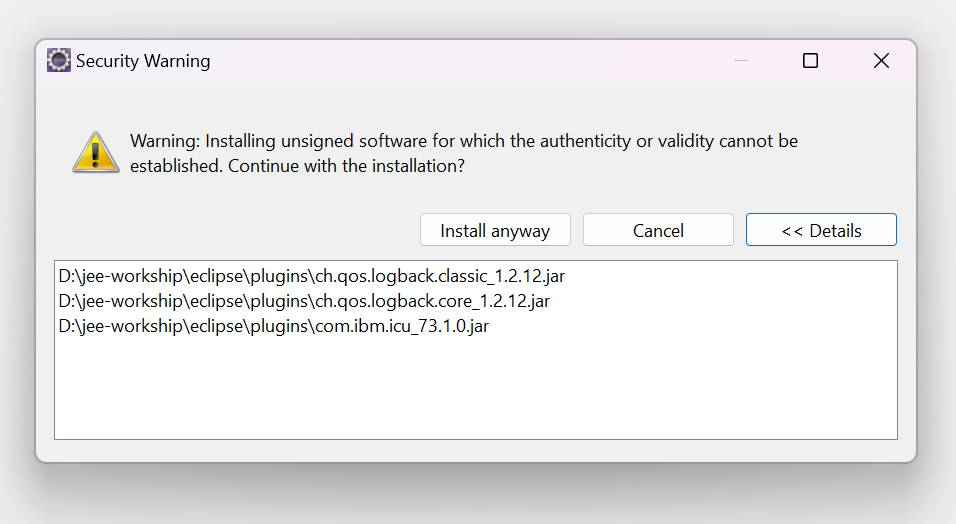 Security Warning
Warning: Installing unsigned software for which the authenticity or validity cannot be
established. Continue with the installation?
Install anyway
Cancel
<< Details
D:\jee-workship\eclipse\plugins\ch.qos.logback.classic_1.2.12.jar
D:\jee-workship\eclipse\plugins\ch.qos.logback.core_1.2.12.jar
D:\jee-workship\eclipse\plugins\com.ibm.icu_73.1.0.jar